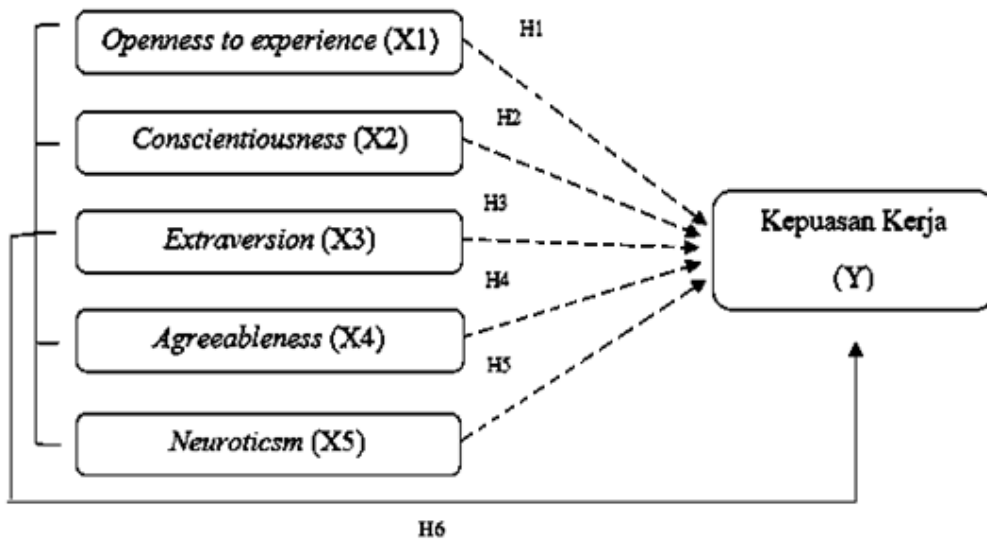 Openness to experience (X1)
H1
H2
Conscientiousness (X2)
H3
Extraversion (X3)
Kepuasan Kerja
(Y)
H4
Agreeableness (X4)
H5
Neuroticsm (X5)
H6